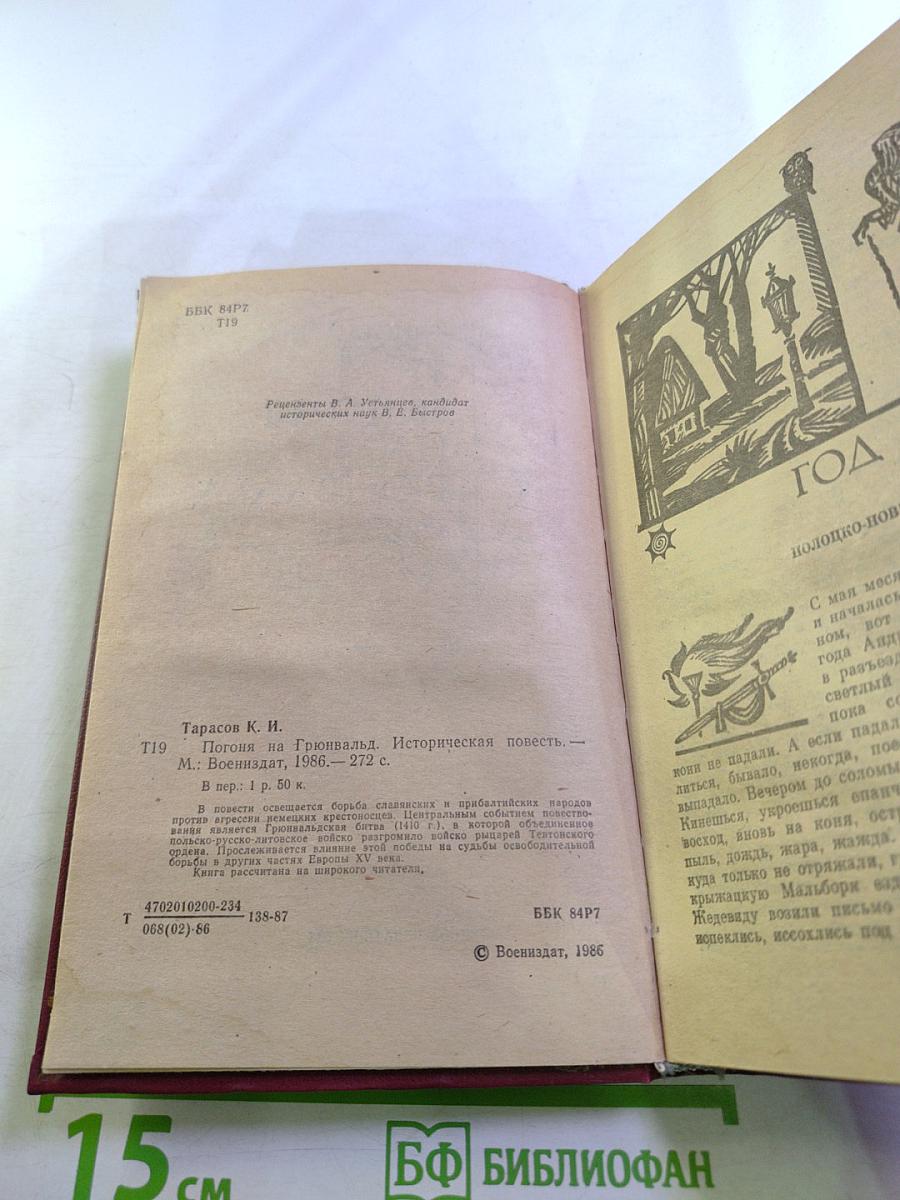 ББК 84Р7
Т19
Рецензенты В. А. Устьянцев, кандидат
исторических наук В. Е. Быстров
Тарасов К. И.
Т19 Погоня на Грюнвальд. Историческая повесть. —
М.: Воениздат, 1986.— 272 с.
В пер.: 1 р. 50 к.
В повести освещается борьба славянских и прибалтийских народов
против агрессии немецких крестоносцев. Центральным событием повество-
вания является Грюнвальдская битва (1410 г.), в которой объединенное
польско-русско-литовское войско разгромило войско рыцарей Тевтонского
ордена. Прослеживается влияние этой победы на судьбы освободительной
борьбы в других частях Европы XV века.
Книга рассчитана на широкого читателя.
Т 4702010200-234 138-87
068(02)-86
ББК 84Р7
© Воениздат, 1986
ГОД
полоцко-нов
С мая меся
и началась
ном, вот
года Андр
в разъезд
светлый
пока со
кони не падали. А если падал
литься, бывало, некогда, пое
выпадало. Вечером до соломы
Кинешься, укроешься епанч
восход, вновь на коня, остр
пыль, дождь, жара, жажда.
куда только не отряжали, г
крыжацкую Мальборк езд
Жедевиду возили письмо
испеклись, иссохлись под
15 см
БФ БИБЛИОФАН